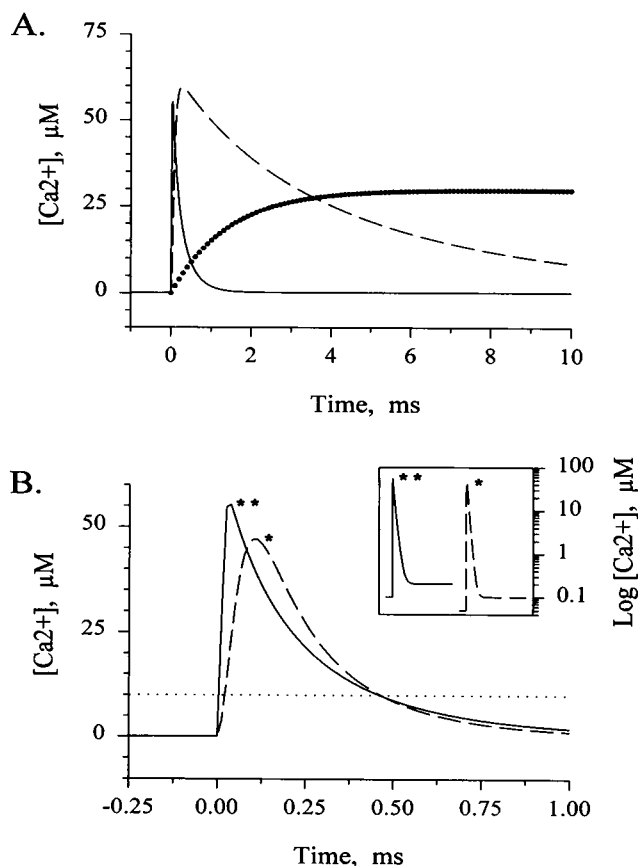 A.
75
50
25
0
[Ca2+], μM
0 2 4 6 8 10
Time, ms
B.
50
25
0
[Ca2+], μM
**
*
** *
100
10
1
0.1
Log [Ca2+], μM
-0.25 0.00 0.25 0.50 0.75 1.00
Time, ms